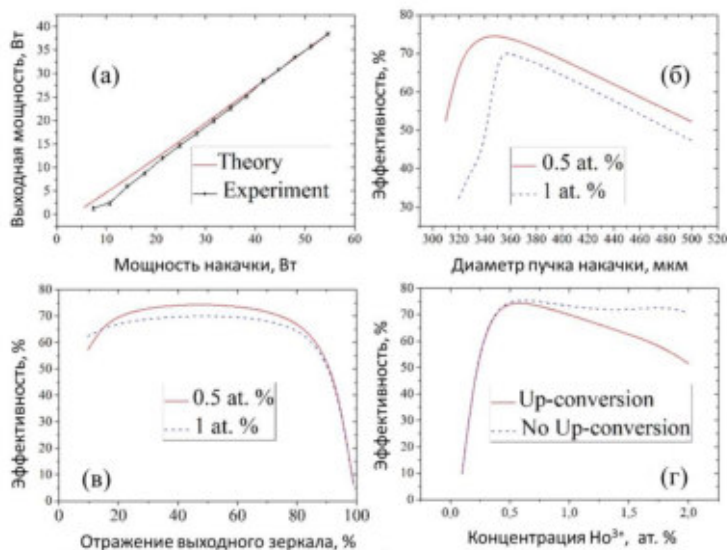 Выходная мощность, Вт
40
35
30
25
20
15
10
5
0
(а)
Theory
Experiment
0 10 20 30 40 50 60
Мощность накачки, Вт
Эффективность, %
80
70
60
50
40
30
(б)
0.5 at. %
1 at. %
300 320 340 360 380 400 420 440 460 480 500 520
Диаметр пучка накачки, мкм
Эффективность, %
80
70
60
50
40
30
20
10
0
0.5 at. %
1 at. %
(в)
0 20 40 60 80 100
Отражение выходного зеркала, %
Эффективность, %
80
70
60
50
40
30
20
10
0
Up-conversion
No Up-conversion
(г)
0,0 0,5 1,0 1,5 2,0
Концентрация Ho³⁺, ат. %